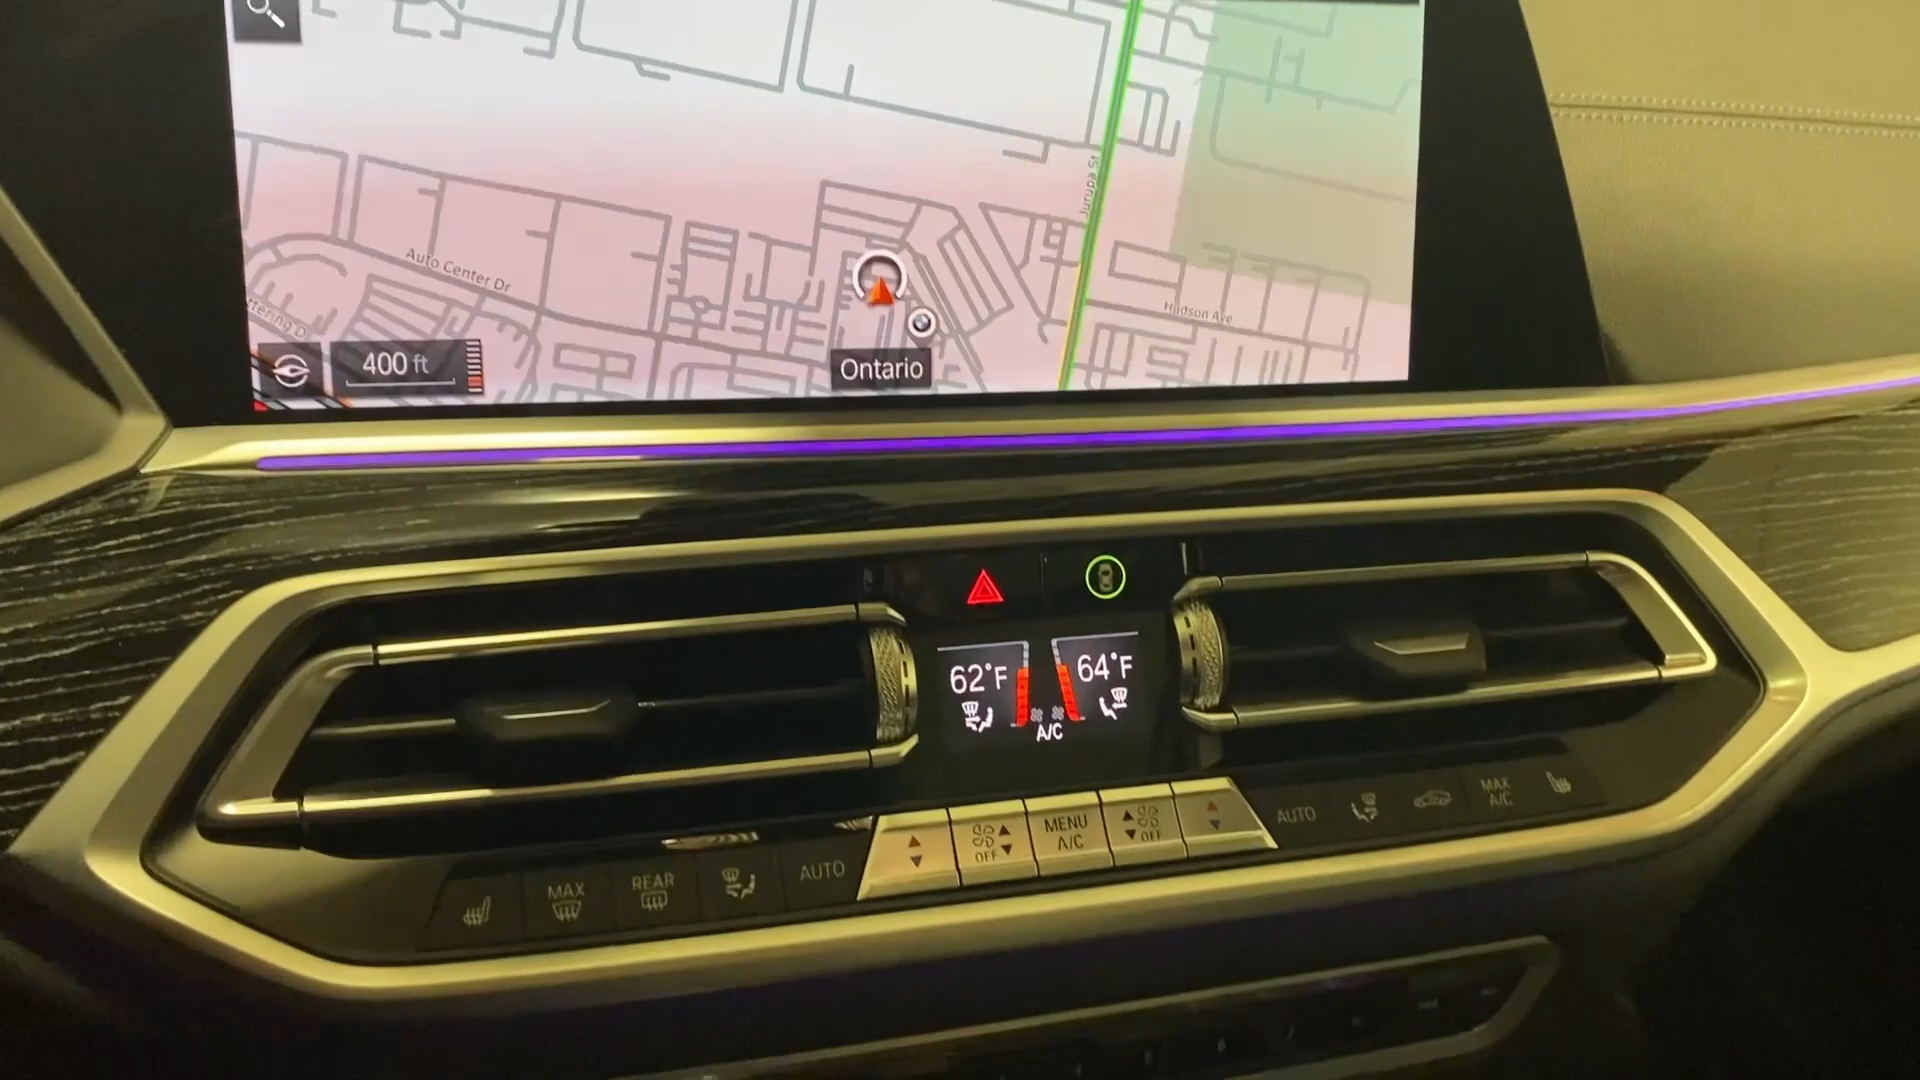 Jurupa St
Auto Center Dr
Hudson Ave
tering D
400 ft
Ontario
62°F
64°F
A/C
MAX
REAR
AUTO
OFF
MENU
A/C
OFF
AUTO
MAX
A/C